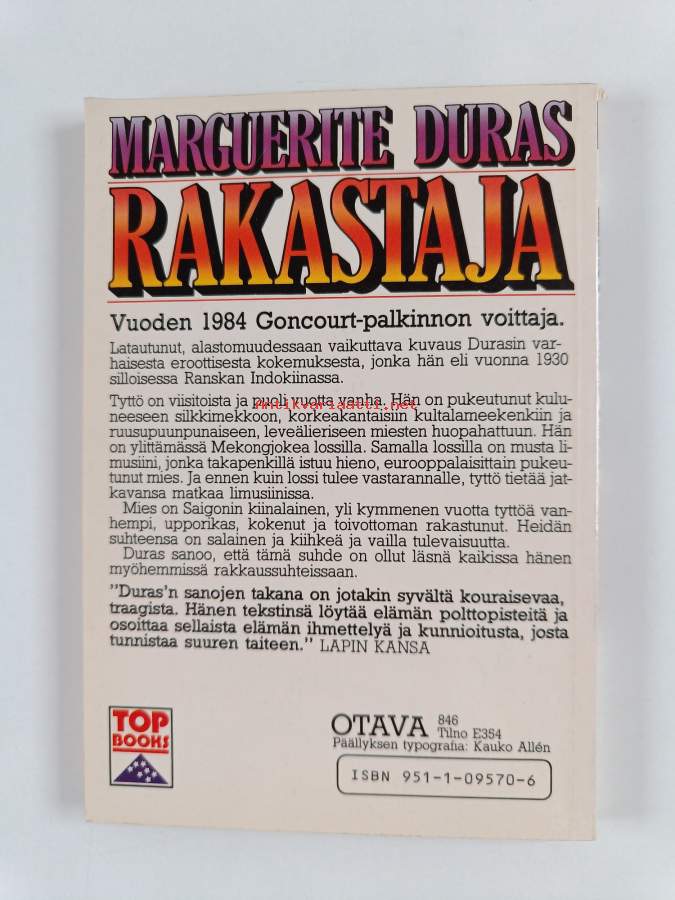 MARGUERITE DURAS
RAKASTAJA
Vuoden 1984 Goncourt-palkinnon voittaja.
Latautunut, alastomuudessaan vaikuttava kuvaus Durasin var-
haisesta eroottisesta kokemuksesta, jonka hän eli vuonna 1930
silloisessa Ranskan Indokiinassa.
Tyttö on viisitoista ja puoli vuotta vanha. Hän on pukeutunut kulu-
antikvariaatti.net
neeseen silkkimekkoon, korkeakantaisiin kultalameekenkiin ja
ruusupuunpunaiseen, leveälieriseen miesten huopahattuun. Hän
on ylittämässä Mekongjokea lossilla. Samalla lossilla on musta li-
musiini, jonka takapenkillä istuu hieno, eurooppalaisittain pukeu-
tunut mies. Ja ennen kuin lossi tulee vastarannalle, tyttö tietää jat-
kavansa matkaa limusiinissa.
Mies on Saigonin kiinalainen, yli kymmenen vuotta tyttöä van-
hempi, upporikas, kokenut ja toivottoman rakastunut. Heidän
suhteensa on salainen ja kiihkeä ja vailla tulevaisuutta.
Duras sanoo, että tämä suhde on ollut läsnä kaikissa hänen
myöhemmissä rakkaussuhteissaan.
"Duras'n sanojen takana on jotakin syvältä kouraisevaa,
traagista. Hänen tekstinsä löytää elämän polttopisteitä ja
osoittaa sellaista elämän ihmettelyä ja kunnioitusta, josta
tunnistaa suuren taiteen." LAPIN KANSA
TOP
BOOKS
OTAVA 846
Tilno E354
Päällyksen typografia: Kauko Allén
ISBN 951-1-09570-6